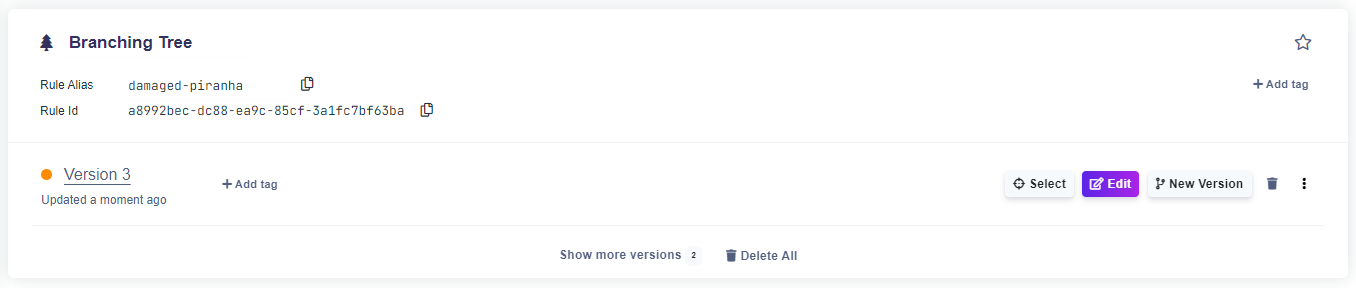 Branching Tree
Rule Alias damaged-piranha
Add tag
Rule Id a8992bec-dc88-ea9c-85cf-3a1fc7bf63ba
Version 3
Add tag
Select Edit New Version
Updated a moment ago
Show more versions 2 Delete All